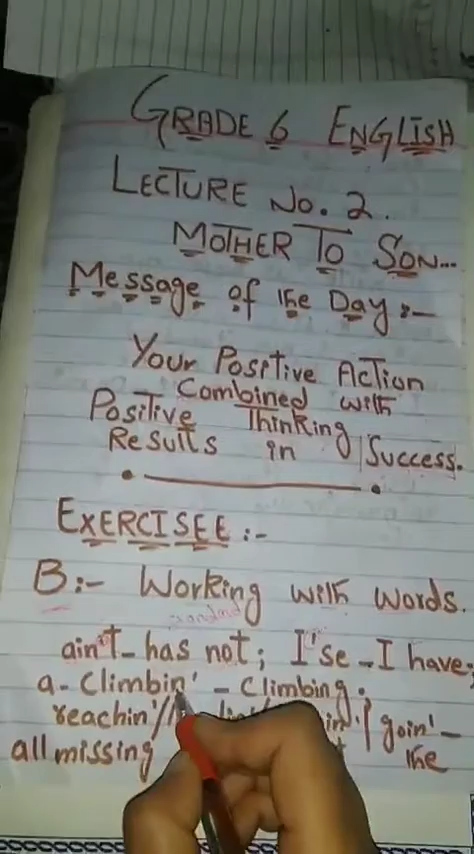 GRADE 6 ENGLISH
LECTURE No. 2.
MOTHER TO SON...
Message of the Day :-
Your Positive Action
Combined with
Positive Thinking
Results in Success.
EXERCISEE :-
B:- Working with words.
ain't - has not; I'se - I have;
a - Climbin' - Climbing.
reachin'/ goin' -
all missing the